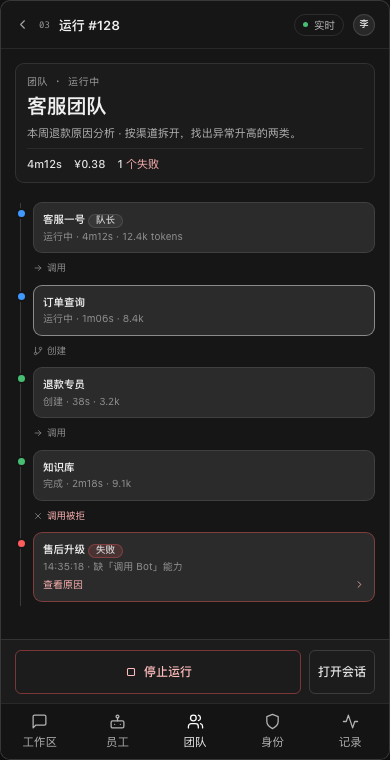 03 运行 #128
实时
李
团队 · 运行中
客服团队
本周退款原因分析 · 按渠道拆开，找出异常升高的两类。
4m12s ¥0.38 1 个失败
客服一号 队长
运行中 · 4m12s · 12.4k tokens
调用
订单查询
运行中 · 1m06s · 8.4k
创建
退款专员
创建 · 38s · 3.2k
调用
知识库
完成 · 2m18s · 9.1k
调用被拒
售后升级 失败
14:35:18 · 缺「调用 Bot」能力
查看原因
停止运行
打开会话
工作区 员工 团队 身份 记录